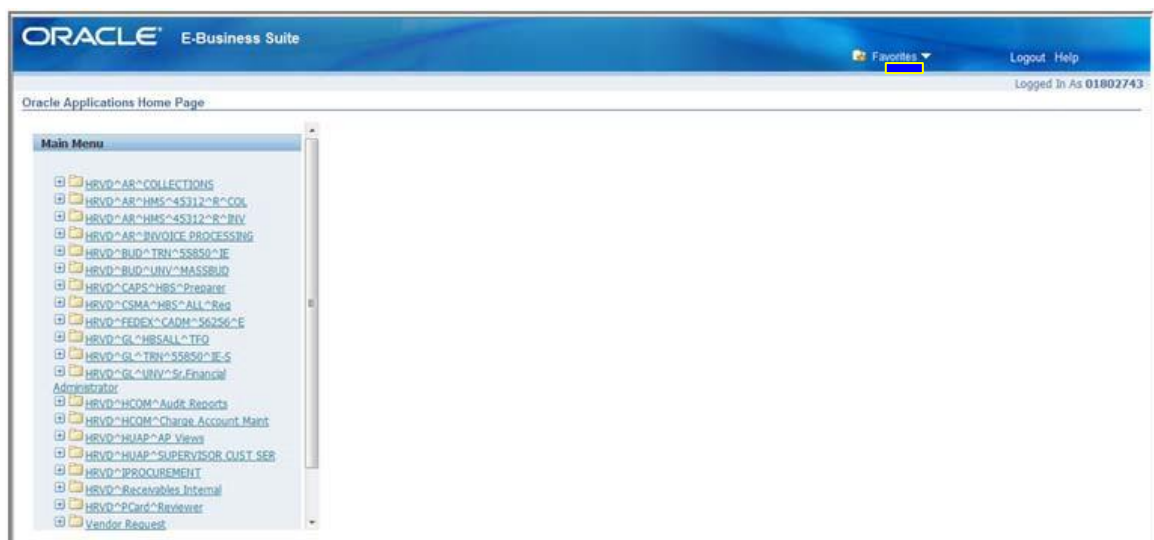 ORACLE E-Business Suite
Favorites Logout Help
Logged In As 01802743
Oracle Applications Home Page
Main Menu
HRVD^AR^COLLECTIONS
HRVD^AR^HMS^45312^R^COL
HRVD^AR^HMS^45312^R^INV
HRVD^AR^INVOICE PROCESSING
HRVD^BUD^TRN^55850^IE
HRVD^BUD^UNV^MASSBUD
HRVD^CAPS^HBS^Preparer
HRVD^CSMA^HBS^ALL^Req
HRVD^FEDEX^CADM^56256^E
HRVD^GL^HBSALL^TFO
HRVD^GL^TRN^55850^IE-S
HRVD^GL^UNV^Sr.Financial
Administrator
HRVD^HCOM^Audit Reports
HRVD^HCOM^Charge Account Maint
HRVD^HUAP^AP Views
HRVD^HUAP^SUPERVISOR CUST SER
HRVD^IPROCUREMENT
HRVD^Receivables Internal
HRVD^PCard^Reviewer
Vendor Request